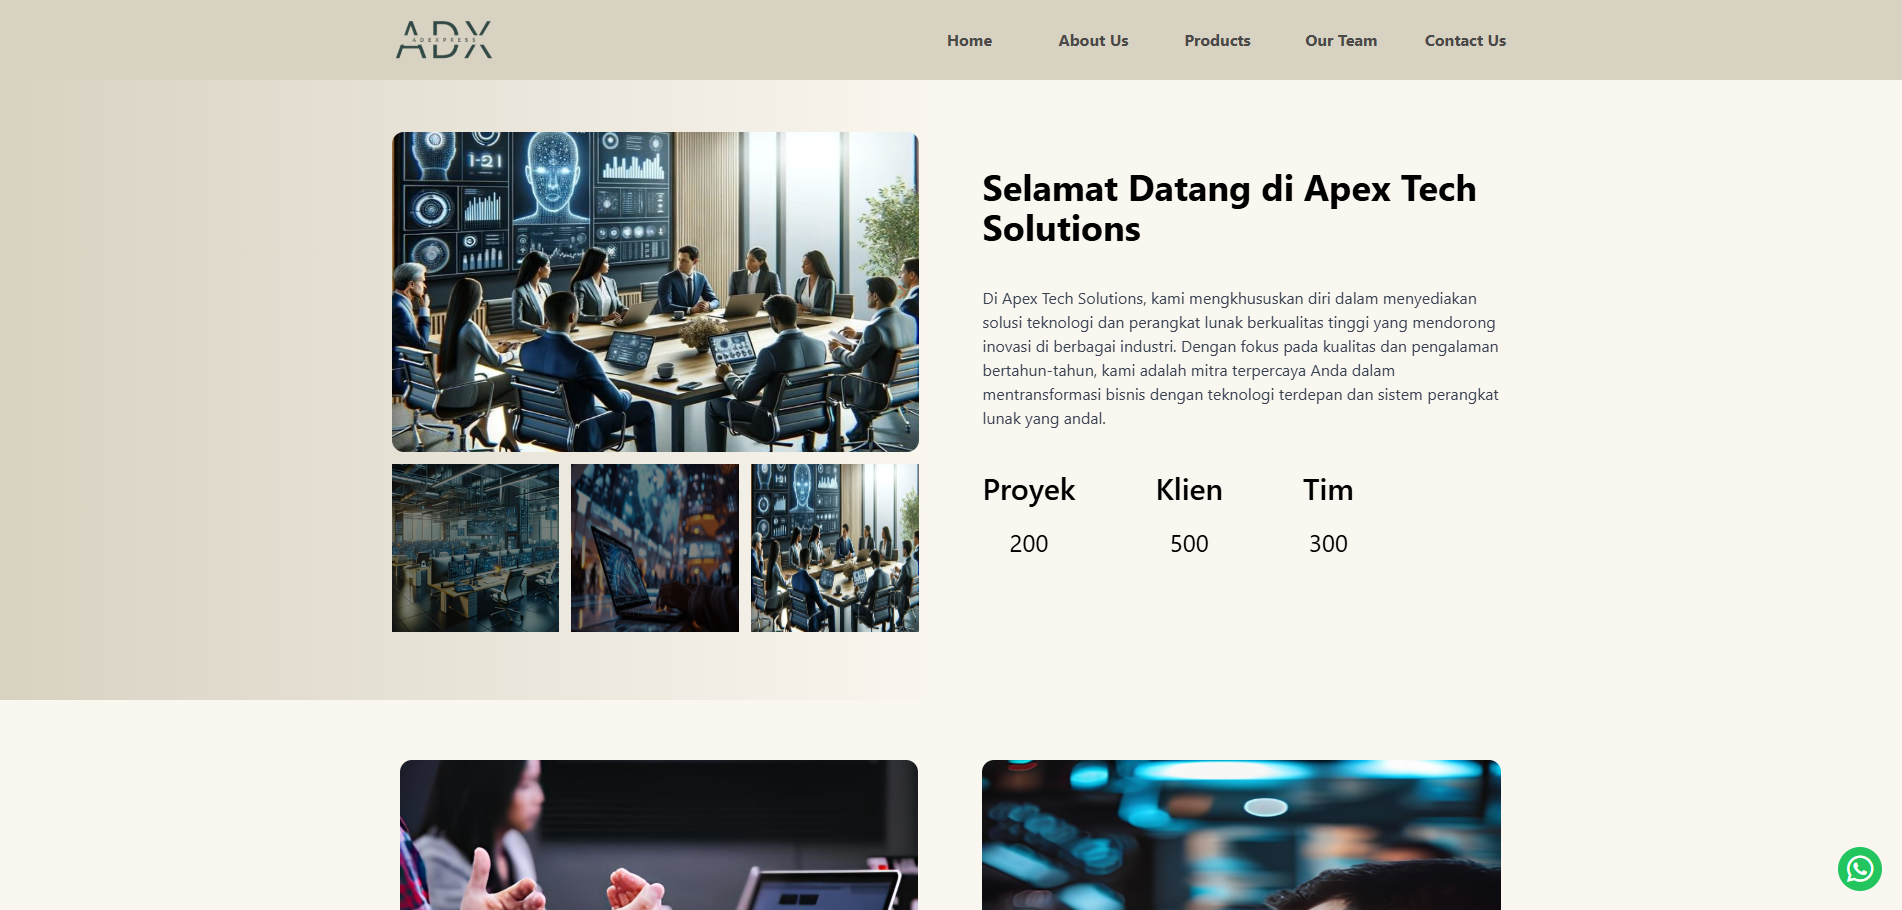 ADX
ADEXPRESS
Home
About Us
Products
Our Team
Contact Us
1-21
Selamat Datang di Apex Tech
Solutions
Di Apex Tech Solutions, kami mengkhususkan diri dalam menyediakan
solusi teknologi dan perangkat lunak berkualitas tinggi yang mendorong
inovasi di berbagai industri. Dengan fokus pada kualitas dan pengalaman
bertahun-tahun, kami adalah mitra terpercaya Anda dalam
mentransformasi bisnis dengan teknologi terdepan dan sistem perangkat
lunak yang andal.
Proyek
Klien
Tim
200
500
300